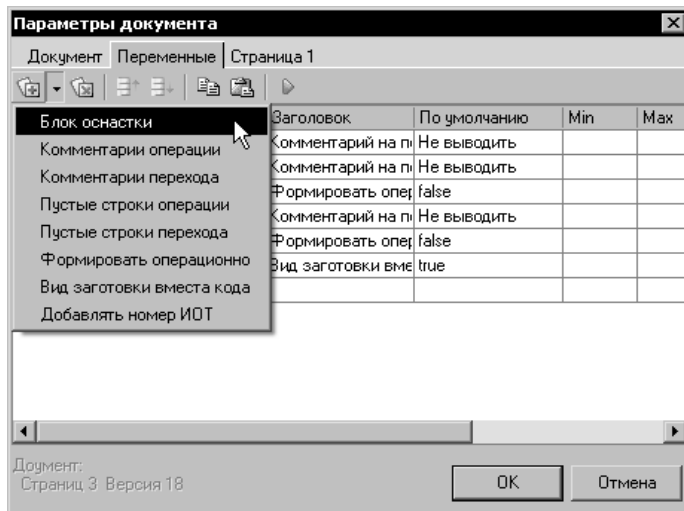 Параметры документа
Документ Переменные Страница 1
Заголовок По умолчанию Min Max
Блок оснастки
Комментарии операции
Комментарии перехода
Пустые строки операции
Пустые строки перехода
Формировать операционно
Вид заготовки вместа кода
Добавлять номер ИОТ
Комментарий на п Не выводить
Комментарий на п Не выводить
Формировать опер false
Комментарий на п Не выводить
Формировать опер false
Вид заготовки вме true
Доумент:
Страниц 3 Версия 18
OK Отмена